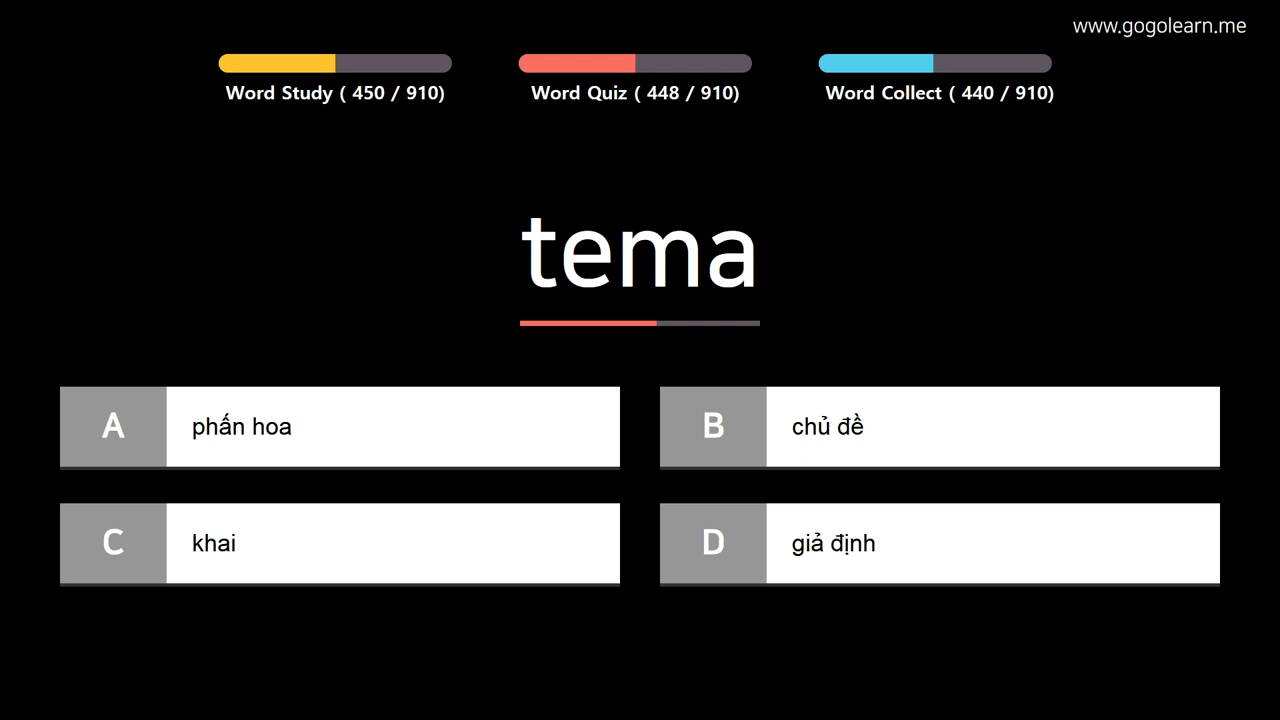 www.gogolearn.me
Word Study ( 450 / 910)
Word Quiz ( 448 / 910)
Word Collect ( 440 / 910)
tema
A
phấn hoa
B
chủ đề
C
khai
D
giả định